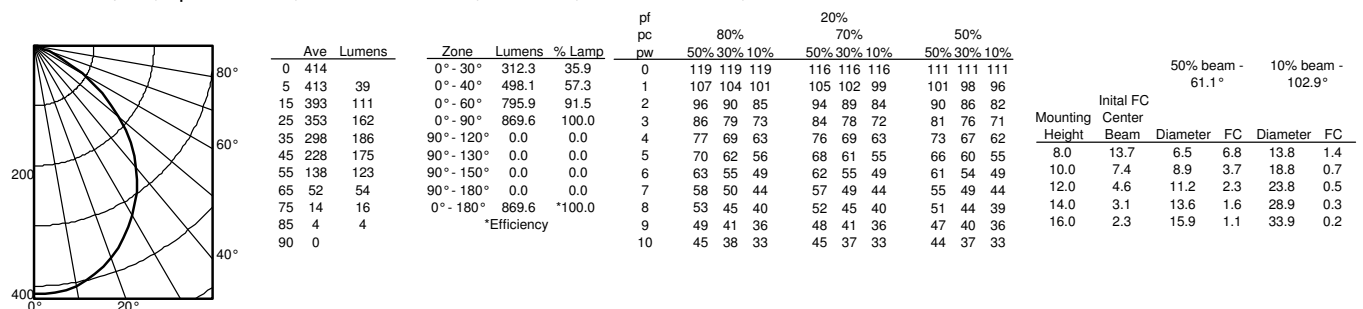 80°
60°
40°
20°
0°
200
400
Ave Lumens
0 414
5 413 39
15 393 111
25 353 162
35 298 186
45 228 175
55 138 123
65 52 54
75 14 16
85 4 4
90 0
Zone Lumens % Lamp
0° - 30° 312.3 35.9
0° - 40° 498.1 57.3
0° - 60° 795.9 91.5
0° - 90° 869.6 100.0
90° - 120° 0.0 0.0
90° - 130° 0.0 0.0
90° - 150° 0.0 0.0
90° - 180° 0.0 0.0
0° - 180° 869.6 *100.0
*Efficiency
pf 20%
pc 80% 70% 50%
pw 50% 30% 10% 50% 30% 10% 50% 30% 10%
0 119 119 119 116 116 116 111 111 111
1 107 104 101 105 102 99 101 98 96
2 96 90 85 94 89 84 90 86 82
3 86 79 73 84 78 72 81 76 71
4 77 69 63 76 69 63 73 67 62
5 70 62 56 68 61 55 66 60 55
6 63 55 49 62 55 49 61 54 49
7 58 50 44 57 49 44 55 49 44
8 53 45 40 52 45 40 51 44 39
9 49 41 36 48 41 36 47 40 36
10 45 38 33 45 37 33 44 37 33
50% beam - 10% beam -
61.1° 102.9°
Inital FC
Mounting Center
Height Beam Diameter FC Diameter FC
8.0 13.7 6.5 6.8 13.8 1.4
10.0 7.4 8.9 3.7 18.8 0.7
12.0 4.6 11.2 2.3 23.8 0.5
14.0 3.1 13.6 1.6 28.9 0.3
16.0 2.3 15.9 1.1 33.9 0.2